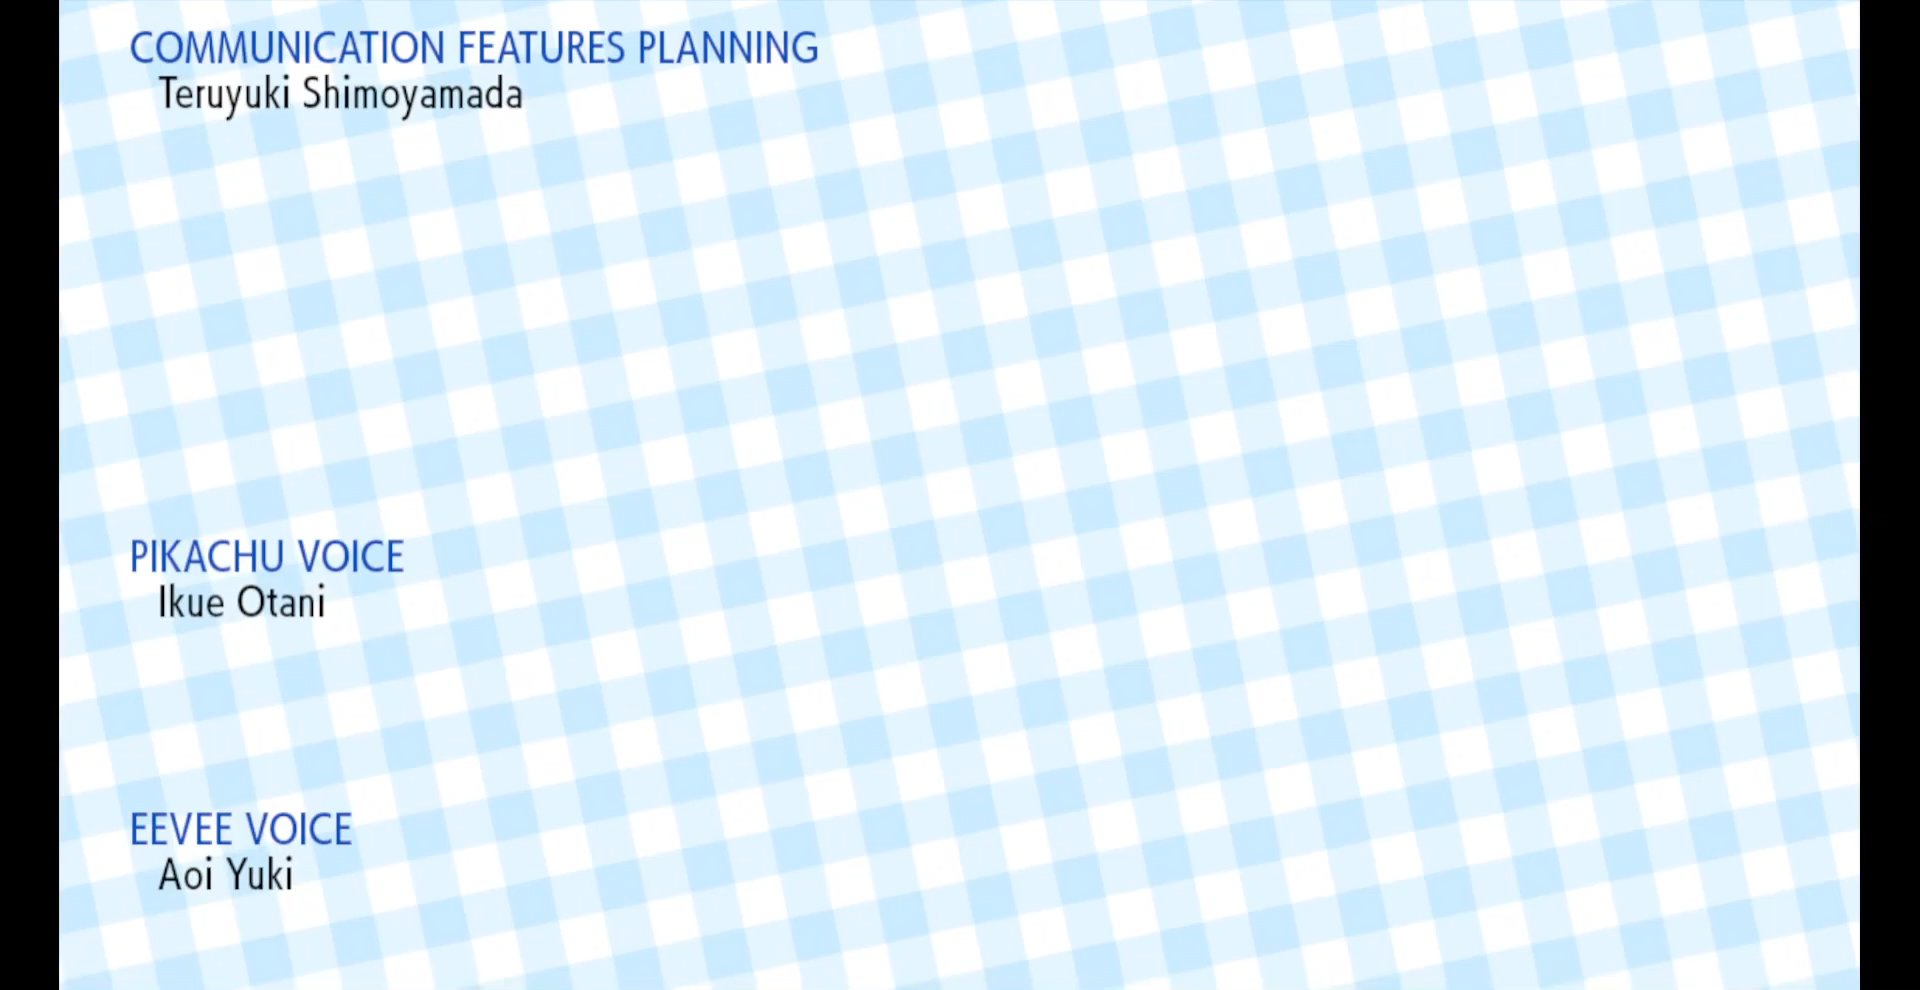 COMMUNICATION FEATURES PLANNING
Teruyuki Shimoyamada
PIKACHU VOICE
Ikue Otani
EEVEE VOICE
Aoi Yuki